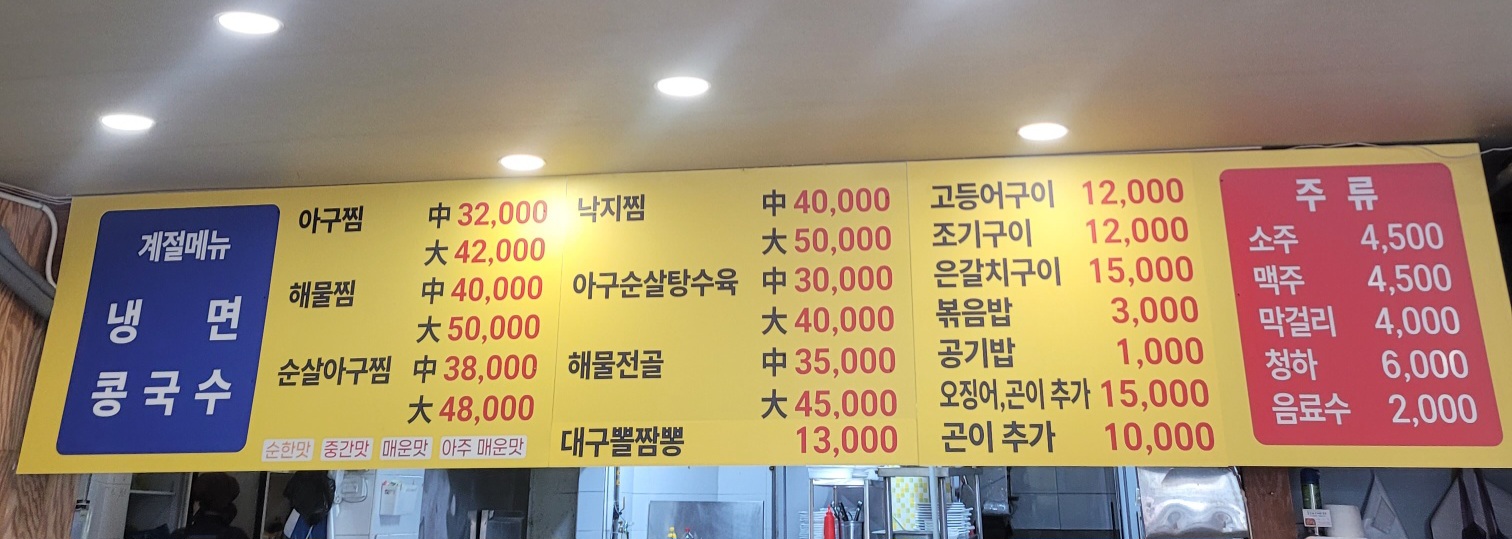 계절메뉴
냉 면
콩국수
아구찜 中 32,000
大 42,000
해물찜 中 40,000
大 50,000
순살아구찜 中 38,000
大 48,000
순한맛 중간맛 매운맛 아주 매운맛
낙지찜 中 40,000
大 50,000
아구순살탕수육 中 30,000
大 40,000
해물전골 中 35,000
大 45,000
대구뽈짬뽕 13,000
고등어구이 12,000
조기구이 12,000
은갈치구이 15,000
볶음밥 3,000
공기밥 1,000
오징어,곤이 추가 15,000
곤이 추가 10,000
주 류
소주 4,500
맥주 4,500
막걸리 4,000
청하 6,000
음료수 2,000